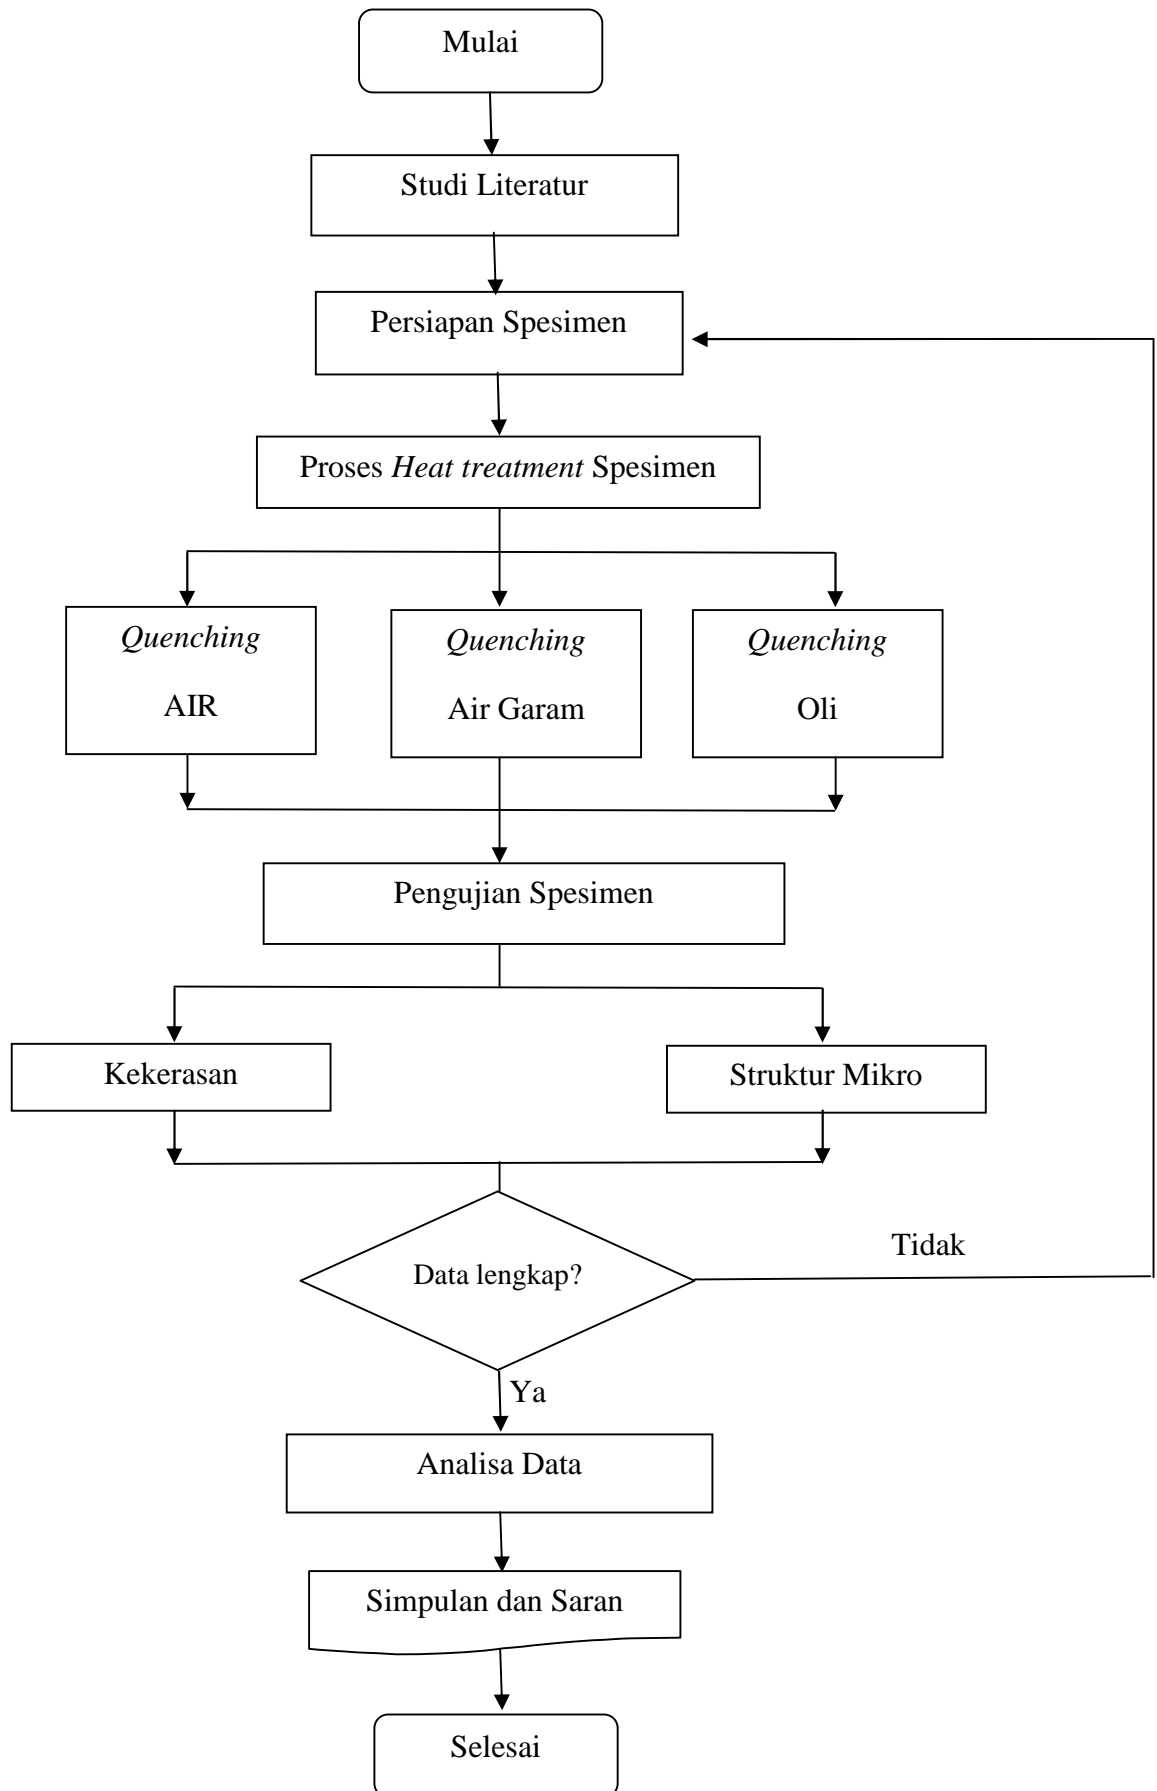 Mulai
Studi Literatur
Persiapan Spesimen
Proses Heat treatment Spesimen
Quenching
AIR
Quenching
Air Garam
Quenching
Oli
Pengujian Spesimen
Kekerasan
Struktur Mikro
Data lengkap?
Tidak
Ya
Analisa Data
Simpulan dan Saran
Selesai